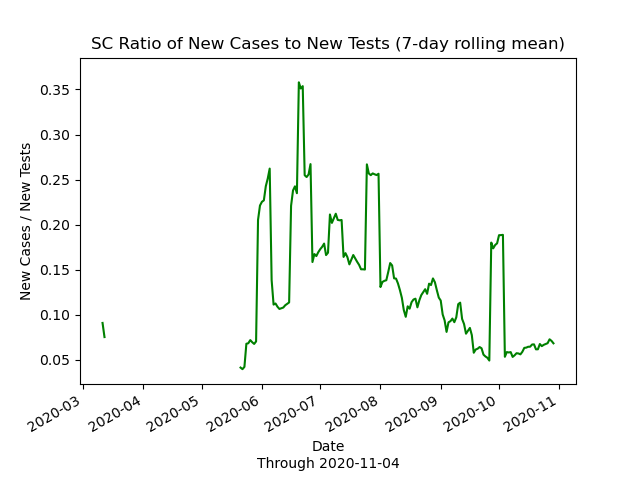 SC Ratio of New Cases to New Tests (7-day rolling mean)
New Cases / New Tests
0.35
0.30
0.25
0.20
0.15
0.10
0.05
2020-03 2020-04 2020-05 2020-06 2020-07 2020-08 2020-09 2020-10 2020-11
Date
Through 2020-11-04